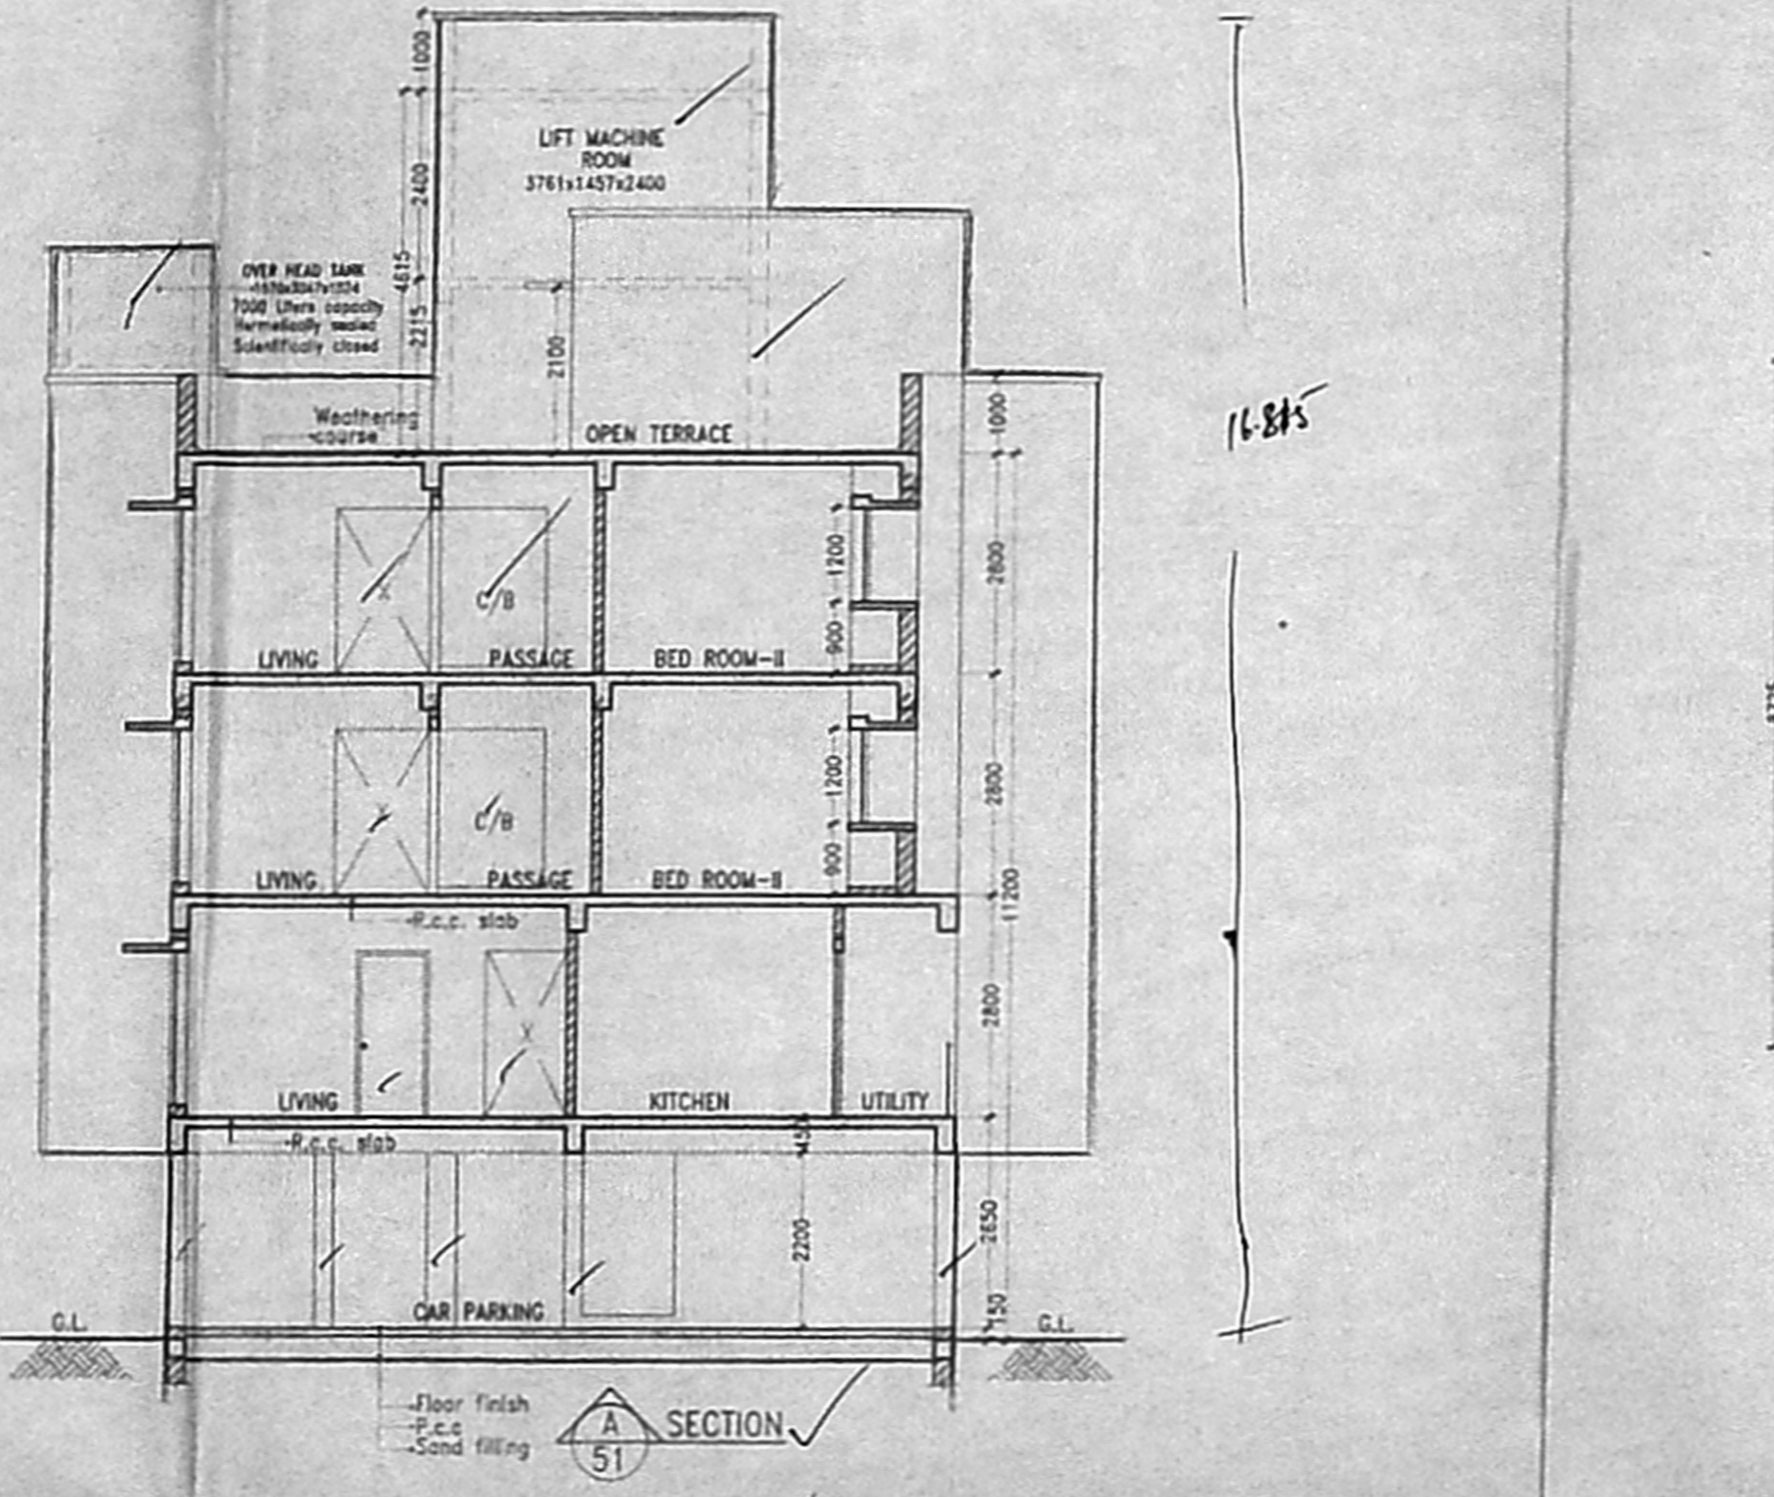 1000
LIFT MACHINE
ROOM
3761x1457x2400
2400
4615
OVER HEAD TANK
7000 Liters capacity
Hermetically sealed
Scientifically closed
2215
2100
16.815
Weathering
course
OPEN TERRACE
1000
1200
2800
X
C/B
900
LIVING
PASSAGE
BED ROOM-II
1200
2800
X
C/B
900
LIVING
PASSAGE
BED ROOM-II
11200
R.c.c. slab
2800
LIVING
KITCHEN
UTILITY
R.c.c. slab
450
2200
2650
CAR PARKING
150
G.L.
G.L.
Floor finish
P.c.c
Sand filling
A
51
SECTION